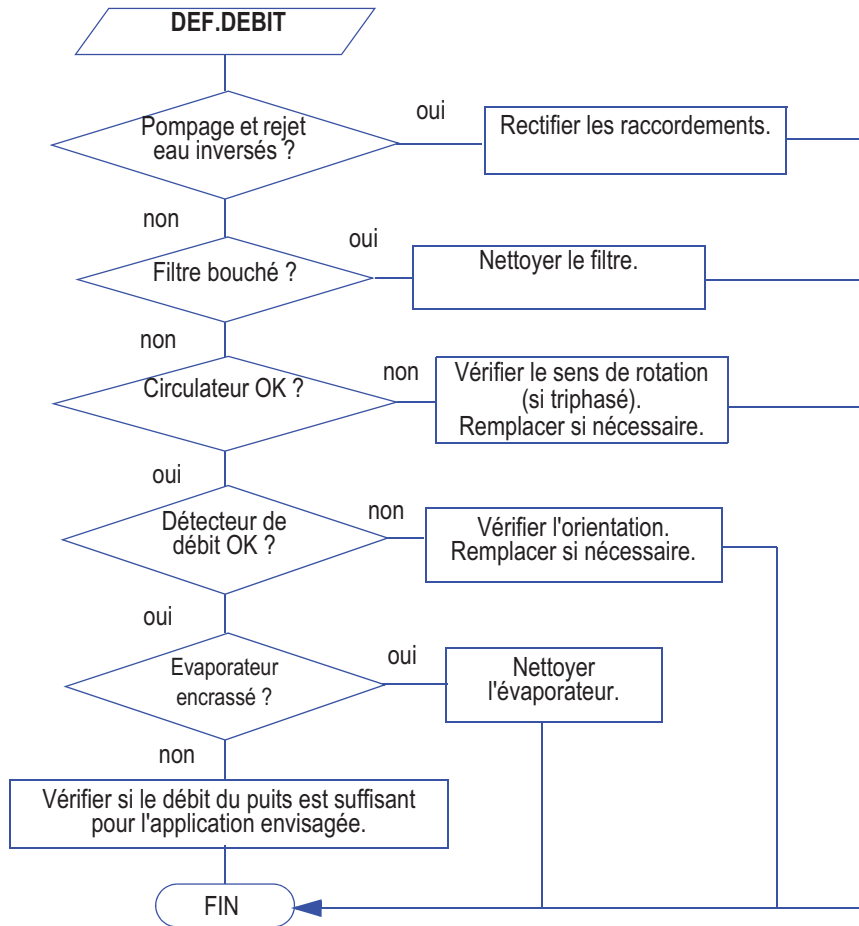 DEF.DEBIT
Pompage et rejet
eau inversés ?
oui
Rectifier les raccordements.
non
Filtre bouché ?
oui
Nettoyer le filtre.
non
Circulateur OK ?
non
Vérifier le sens de rotation
(si triphasé).
Remplacer si nécessaire.
oui
Détecteur de
débit OK ?
non
Vérifier l'orientation.
Remplacer si nécessaire.
oui
Evaporateur
encrassé ?
oui
Nettoyer
l'évaporateur.
non
Vérifier si le débit du puits est suffisant
pour l'application envisagée.
FIN